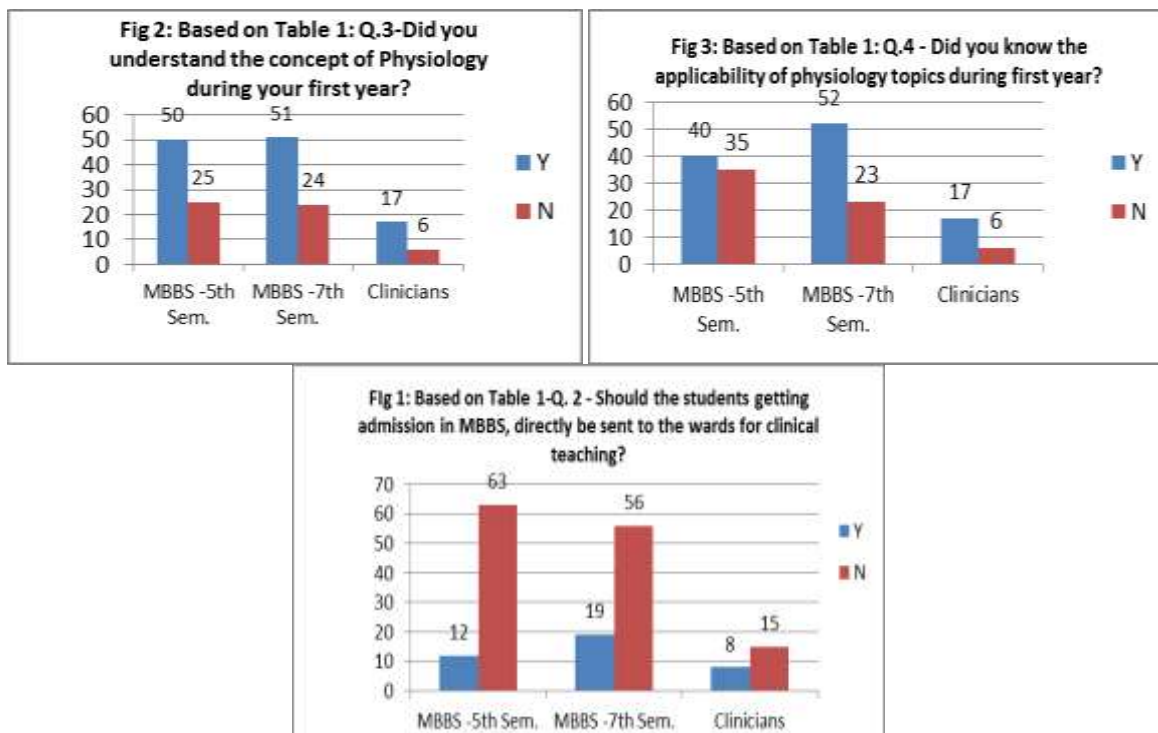 Fig 2: Based on Table 1: Q.3-Did you
understand the concept of Physiology
during your first year?
60
50
40
30
20
10
0
50
25
51
24
17
6
MBBS -5th
Sem.
MBBS -7th
Sem.
Clinicians
Y
N
Fig 3: Based on Table 1: Q.4 - Did you know the
applicability of physiology topics during first year?
60
50
40
30
20
10
0
40
35
52
23
17
6
MBBS -5th
Sem.
MBBS -7th
Sem.
Clinicians
Y
N
Fig 1: Based on Table 1-Q. 2 - Should the students getting
admission in MBBS, directly be sent to the wards for clinical
teaching?
70
60
50
40
30
20
10
0
12
63
19
56
8
15
MBBS -5th Sem.
MBBS -7th Sem.
Clinicians
Y
N